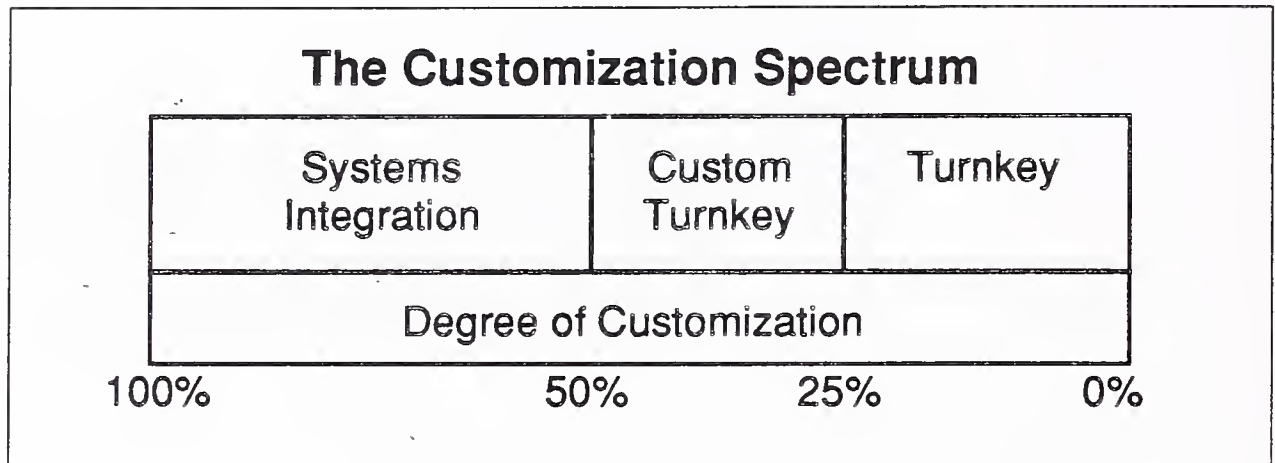 The Customization Spectrum
Systems
Integration
Custom
Turnkey
Turnkey
Degree of Customization
100% 50% 25% 0%